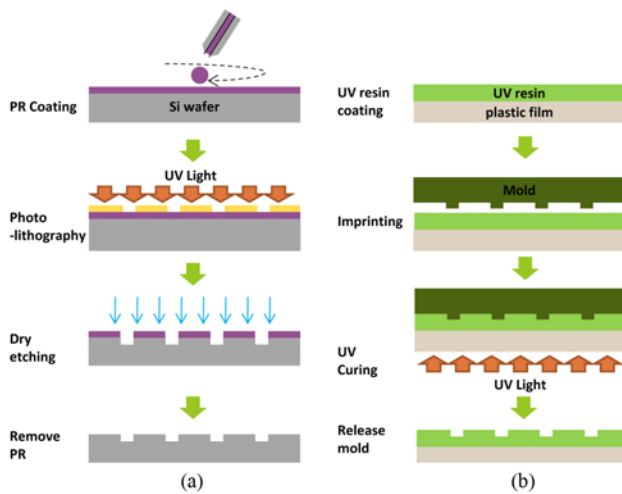 PR Coating
Si wafer
UV Light
Photo
-lithography
Dry
etching
Remove
PR
(a)
UV resin
coating
UV resin
plastic film
Mold
Imprinting
UV
Curing
UV Light
Release
mold
(b)